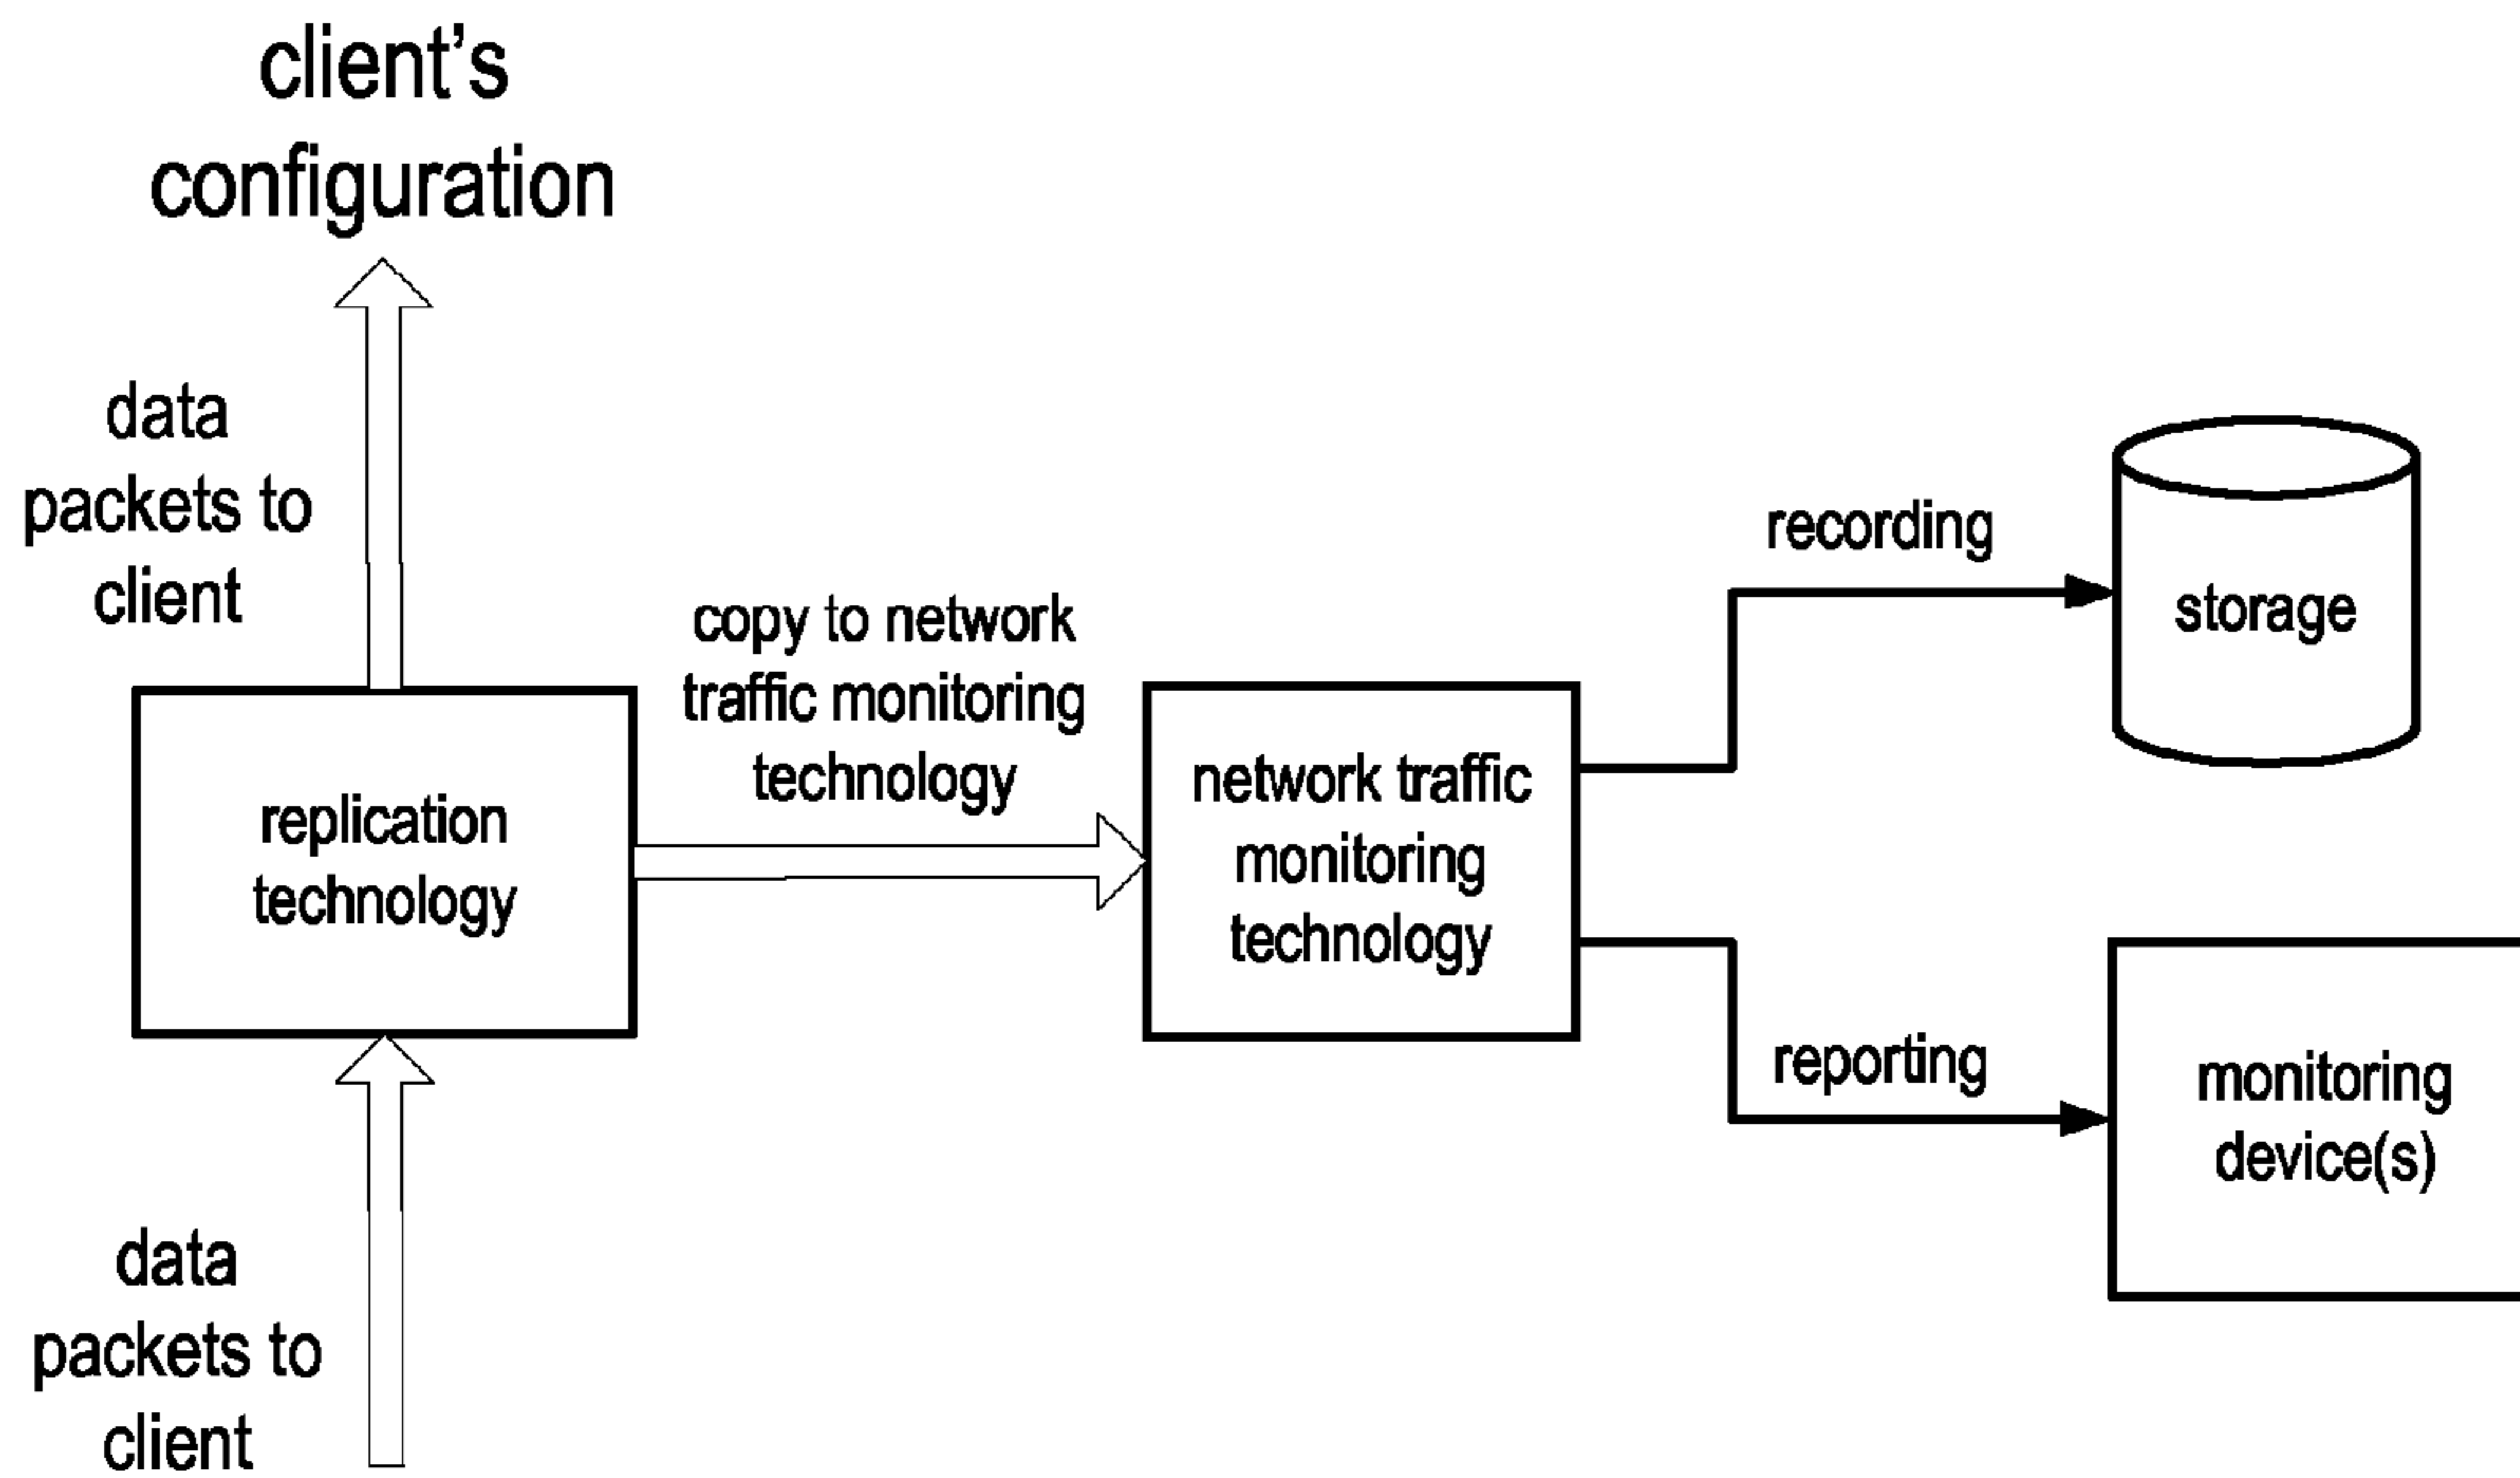 client's
configuration
data
packets to
client
copy to network
traffic monitoring
technology
replication
technology
network traffic
monitoring
technology
recording
storage
reporting
monitoring
device(s)
data
packets to
client